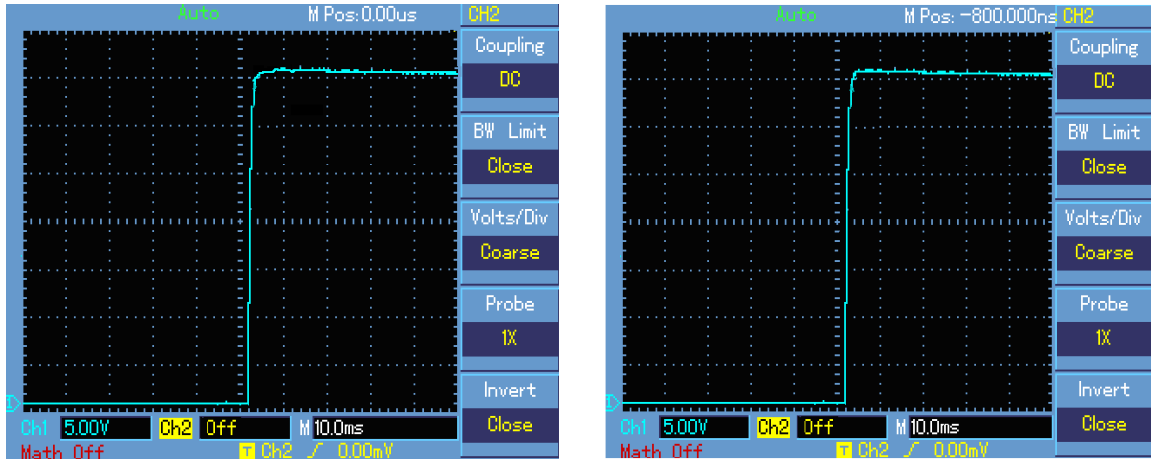 Auto M Pos:0.00us CH2
Coupling
DC
BW Limit
Close
Volts/Div
Coarse
Probe
1X
Invert
Close
Ch1 5.00V Ch2 Off M 10.0ms
Math Off T Ch2 / 0.00mV
Auto M Pos: -800.000ns CH2
Coupling
DC
BW Limit
Close
Volts/Div
Coarse
Probe
1X
Invert
Close
Ch1 5.00V Ch2 Off M 10.0ms
Math Off T Ch2 / 0.00mV